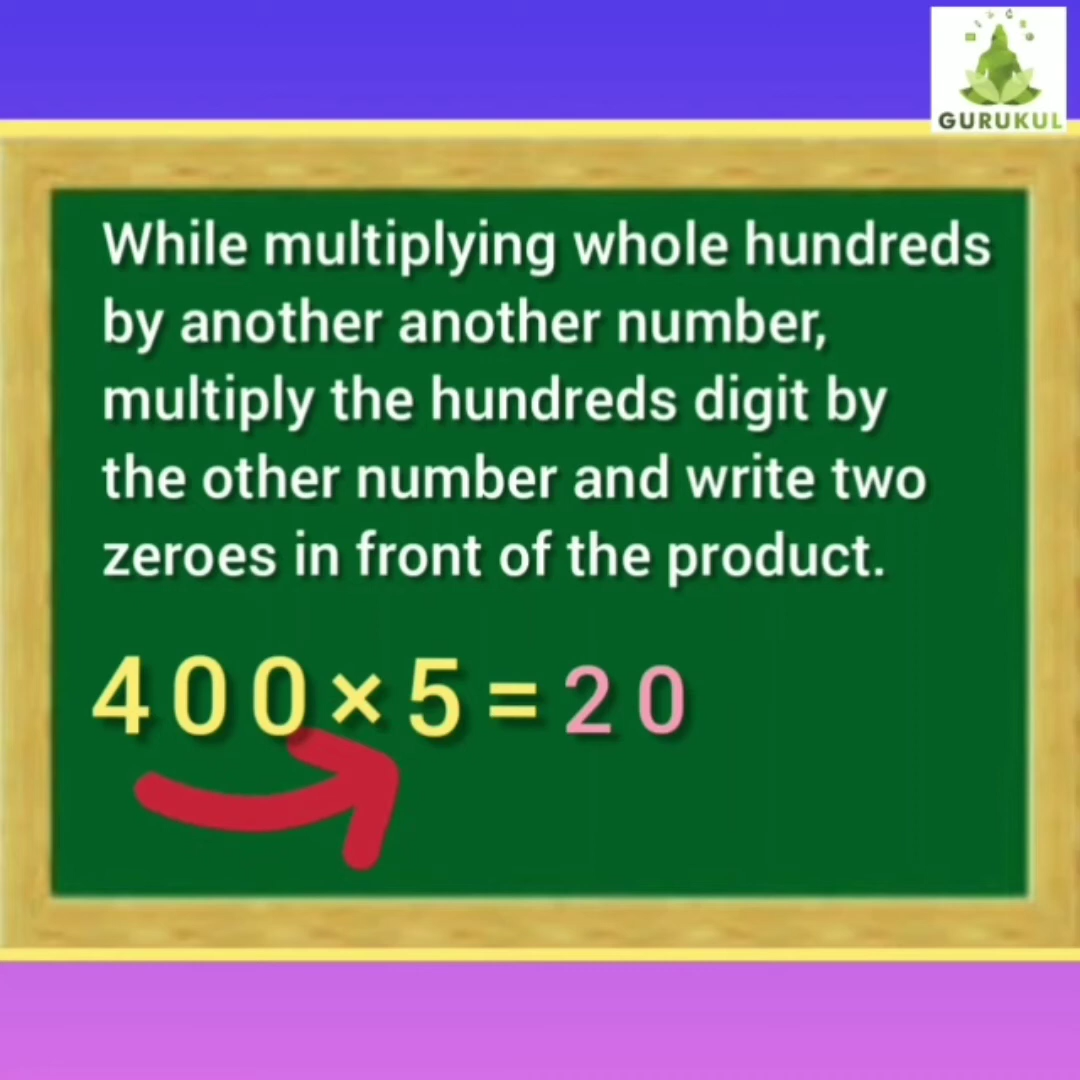 GURUKUL
While multiplying whole hundreds
by another another number,
multiply the hundreds digit by
the other number and write two
zeroes in front of the product.
400×5=20